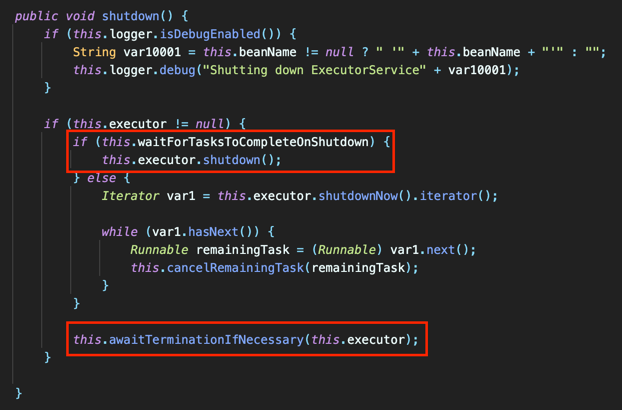 public void shutdown() {
if (this.logger.isDebugEnabled()) {
String var10001 = this.beanName != null ? " '" + this.beanName + "'" : "";
this.logger.debug("Shutting down ExecutorService" + var10001);
}
if (this.executor != null) {
if (this.waitForTasksToCompleteOnShutdown) {
this.executor.shutdown();
} else {
Iterator var1 = this.executor.shutdownNow().iterator();
while (var1.hasNext()) {
Runnable remainingTask = (Runnable) var1.next();
this.cancelRemainingTask(remainingTask);
}
}
this.awaitTerminationIfNecessary(this.executor);
}
}